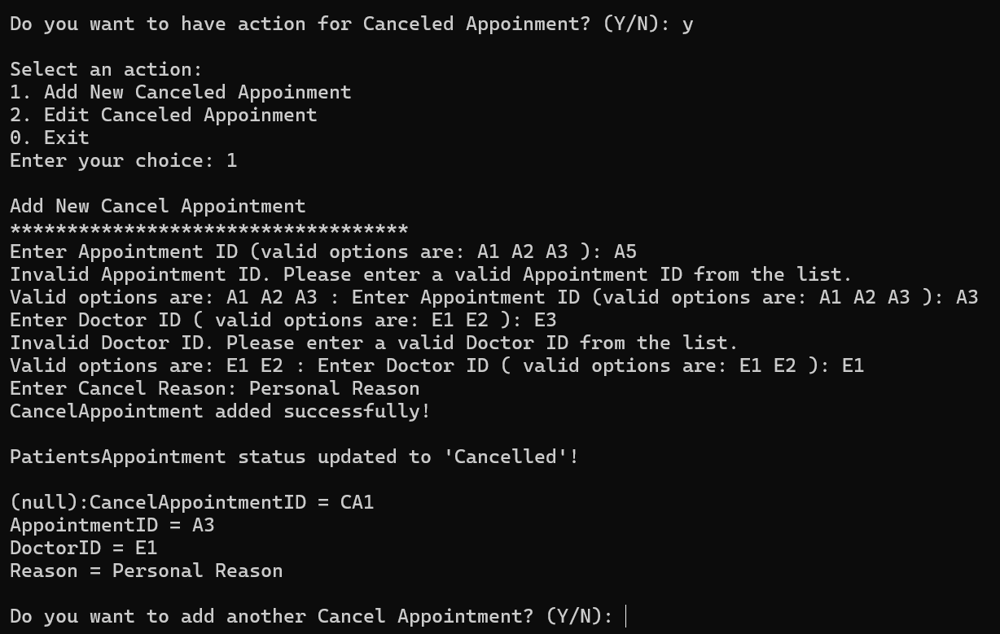 Do you want to have action for Canceled Appoinment? (Y/N): y
Select an action:
1. Add New Canceled Appoinment
2. Edit Canceled Appoinment
0. Exit
Enter your choice: 1
Add New Cancel Appointment
***********************************
Enter Appointment ID (valid options are: A1 A2 A3 ): A5
Invalid Appointment ID. Please enter a valid Appointment ID from the list.
Valid options are: A1 A2 A3 : Enter Appointment ID (valid options are: A1 A2 A3 ): A3
Enter Doctor ID ( valid options are: E1 E2 ): E3
Invalid Doctor ID. Please enter a valid Doctor ID from the list.
Valid options are: E1 E2 : Enter Doctor ID ( valid options are: E1 E2 ): E1
Enter Cancel Reason: Personal Reason
CancelAppointment added successfully!
PatientsAppointment status updated to 'Cancelled'!
(null):CancelAppointmentID = CA1
AppointmentID = A3
DoctorID = E1
Reason = Personal Reason
Do you want to add another Cancel Appointment? (Y/N):